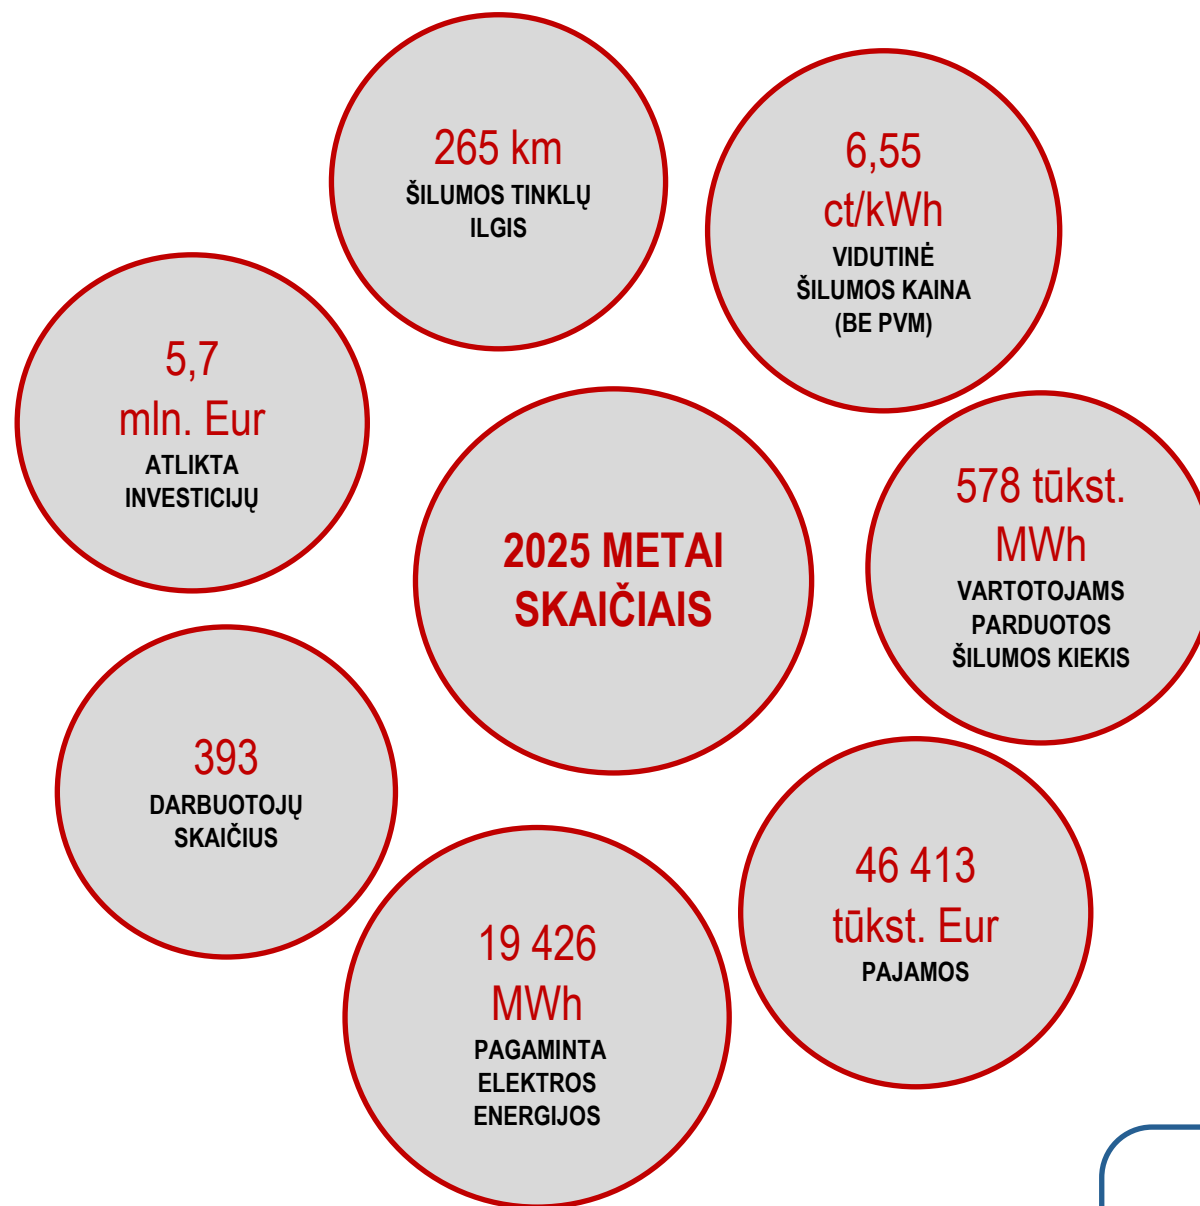 265 km
ŠILUMOS TINKLŲ
ILGIS
6,55
ct/kWh
VIDUTINĖ
ŠILUMOS KAINA
(BE PVM)
5,7
mln. Eur
ATLIKTA
INVESTICIJŲ
2025 METAI
SKAIČIAIS
578 tūkst.
MWh
VARTOTOJAMS
PARDUOTOS
ŠILUMOS KIEKIS
393
DARBUOTOJŲ
SKAIČIUS
19 426
MWh
PAGAMINTA
ELEKTROS
ENERGIJOS
46 413
tūkst. Eur
PAJAMOS